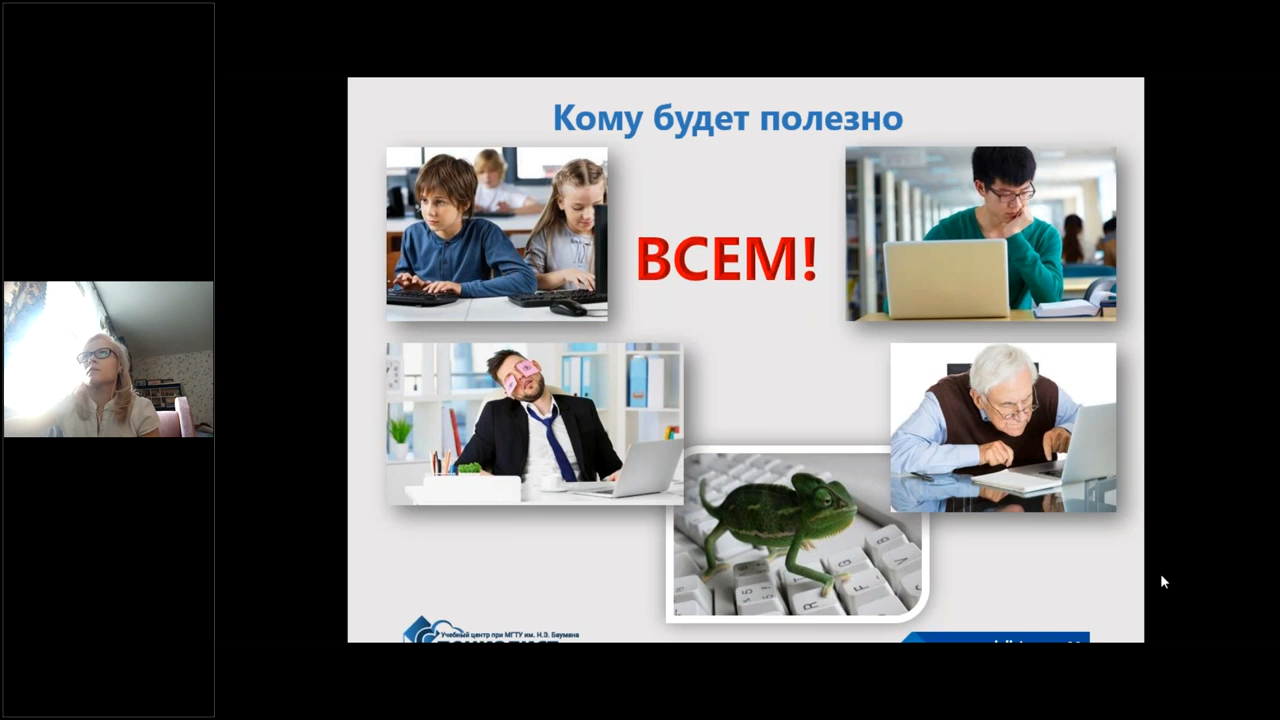 Кому будет полезно
ВСЕМ!
Учебный центр при МГТУ им. Н.Э. Баумана